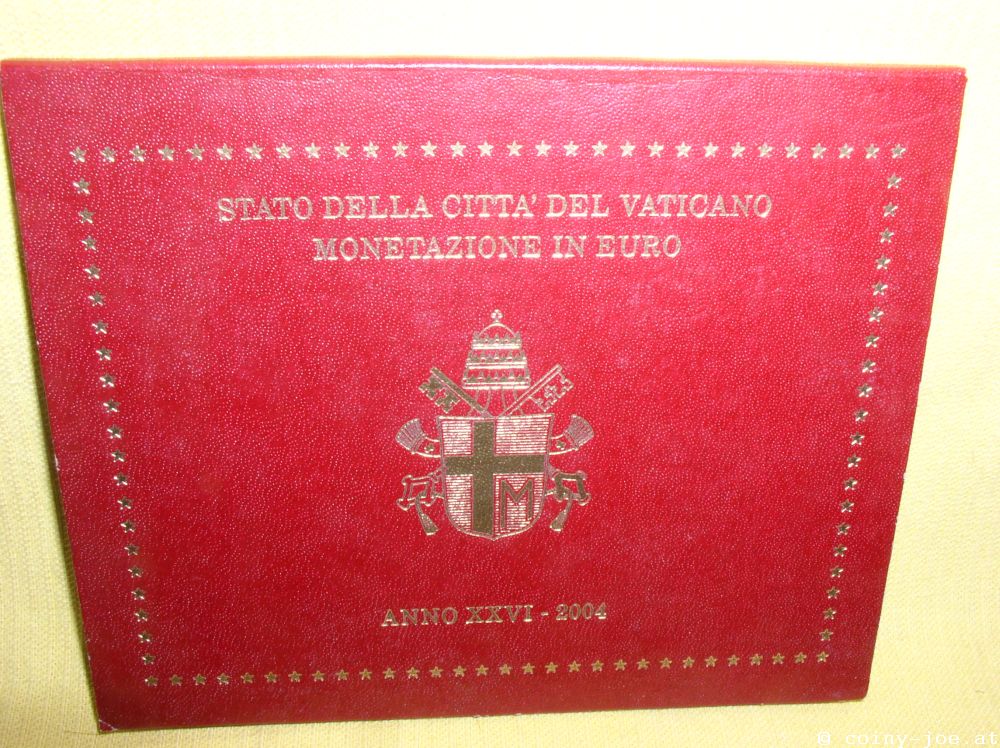 STATO DELLA CITTA' DEL VATICANO
MONETAZIONE IN EURO
M
ANNO XXVI - 2004
© coiny-joe.at